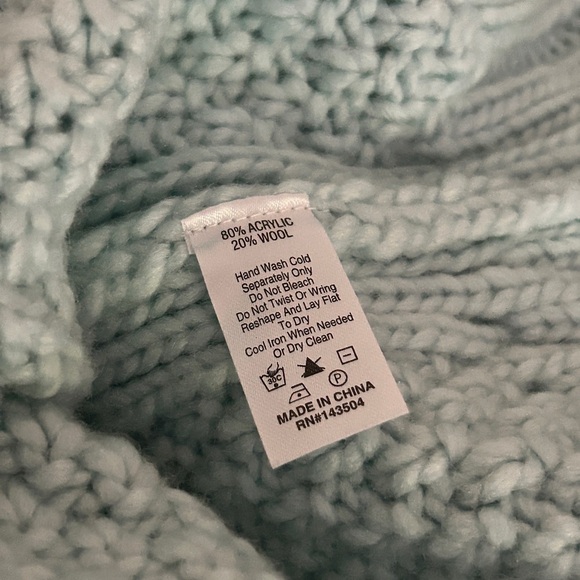 80% ACRYLIC
20% WOOL
Hand Wash Cold
Separately Only
Do Not Bleach
Do Not Twist Or Wring
Reshape And Lay Flat
To Dry
Cool Iron When Needed
Or Dry Clean
30C
P
MADE IN CHINA
RN#143504